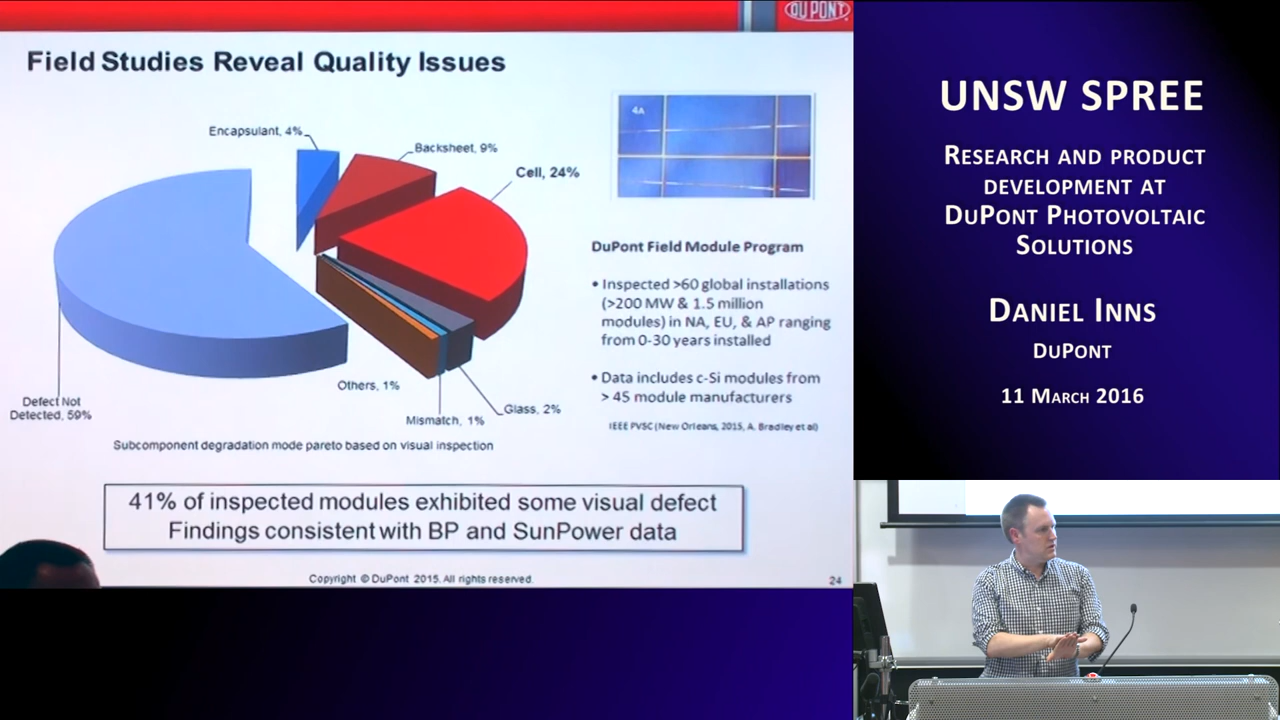 DUPONT
Field Studies Reveal Quality Issues
Encapsulant, 4%
Backsheet, 9%
Cell, 24%
4A
Defect Not
Detected, 59%
Others, 1%
Mismatch, 1%
Glass, 2%
Subcomponent degradation mode pareto based on visual inspection
DuPont Field Module Program
• Inspected >60 global installations
(>200 MW & 1.5 million
modules) in NA, EU, & AP ranging
from 0-30 years installed
• Data includes c-Si modules from
> 45 module manufacturers
IEEE PVSC (New Orleans, 2015, A. Bradley et al)
41% of inspected modules exhibited some visual defect
Findings consistent with BP and SunPower data
Copyright © DuPont 2015. All rights reserved.
24
UNSW SPREE
Research and product
development at
DuPont Photovoltaic
Solutions
Daniel Inns
DuPont
11 March 2016